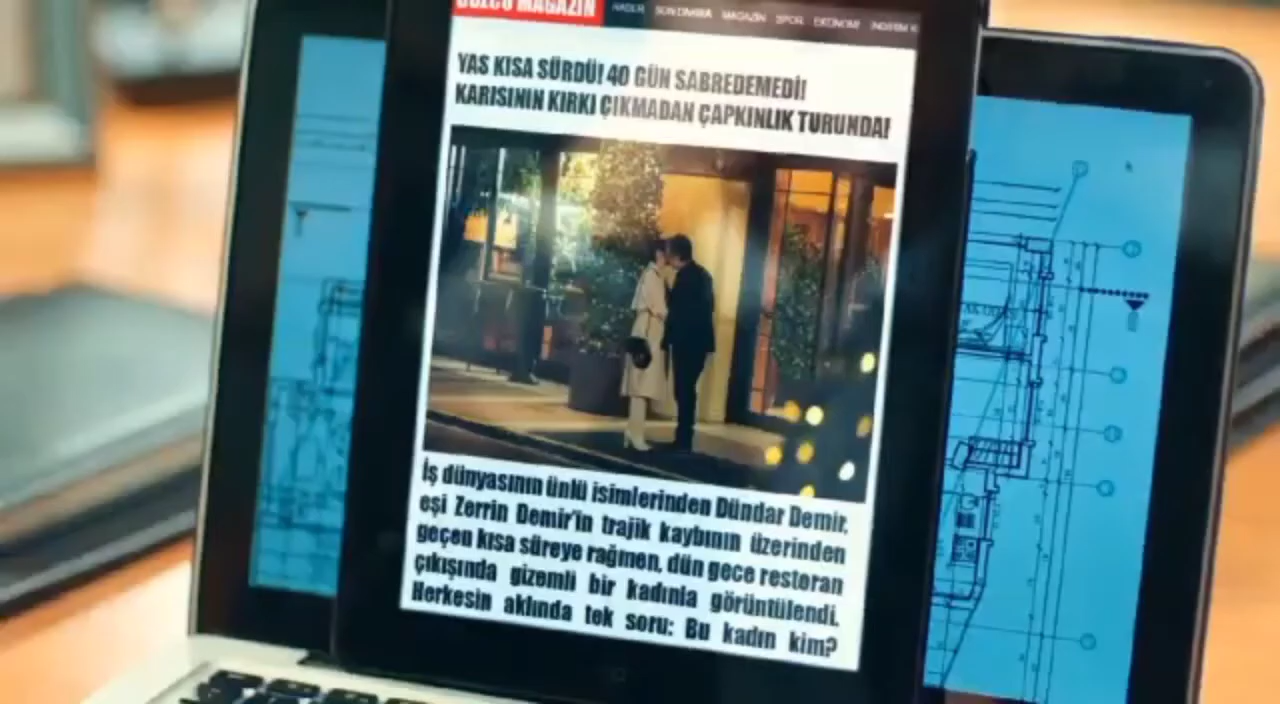 MAGAZİN
HABER SON DAKİKA MAGAZİN SPOR EKONOMİ
YAS KISA SÜRDÜ! 40 GÜN SABREDEMEDİ!
KARISININ KIRKI ÇIKMADAN ÇAPKINLIK TURUNDA!
İş dünyasının ünlü isimlerinden Dündar Demir,
eşi Zerrin Demir'in trajik kaybının üzerinden
geçen kısa süreye rağmen, dün gece restoran
çıkışında gizemli bir kadınla görüntülendi.
Herkesin aklında tek soru: Bu kadın kim?